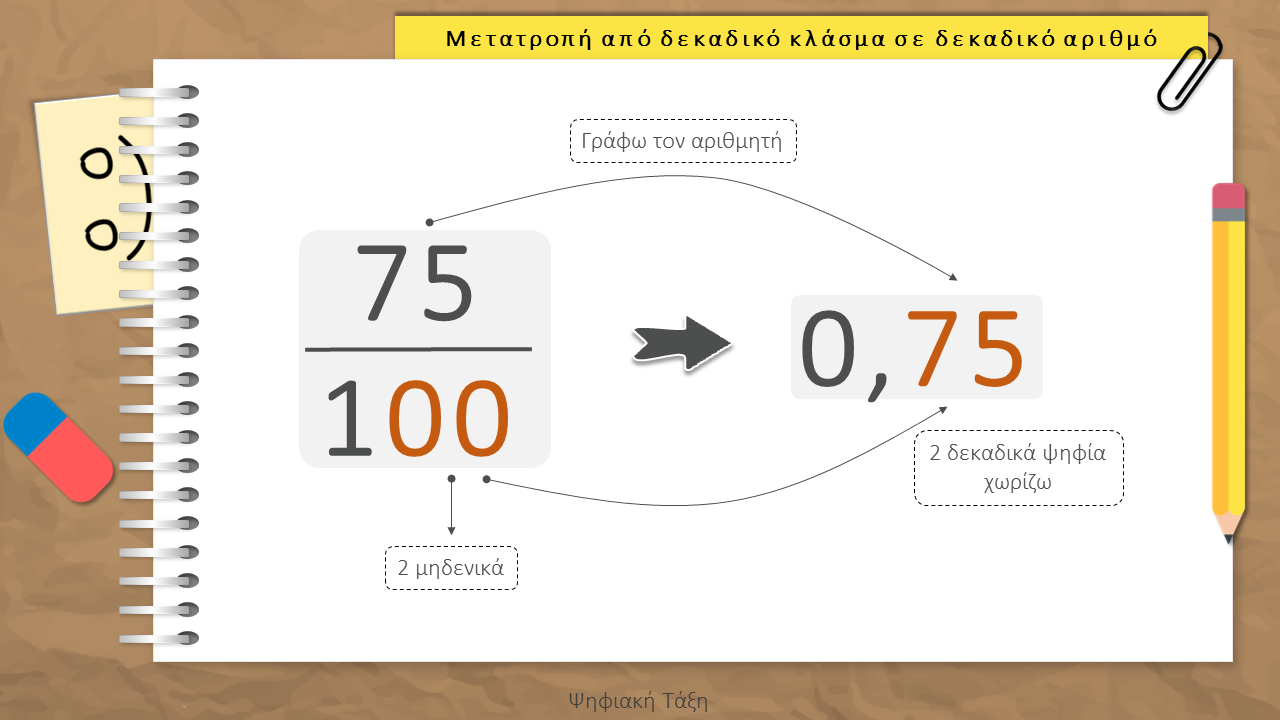 Μετατροπή από δεκαδικό κλάσμα σε δεκαδικό αριθμό
Γράφω τον αριθμητή
75
100
0,75
2 δεκαδικά ψηφία
χωρίζω
2 μηδενικά
Ψηφιακή Τάξη